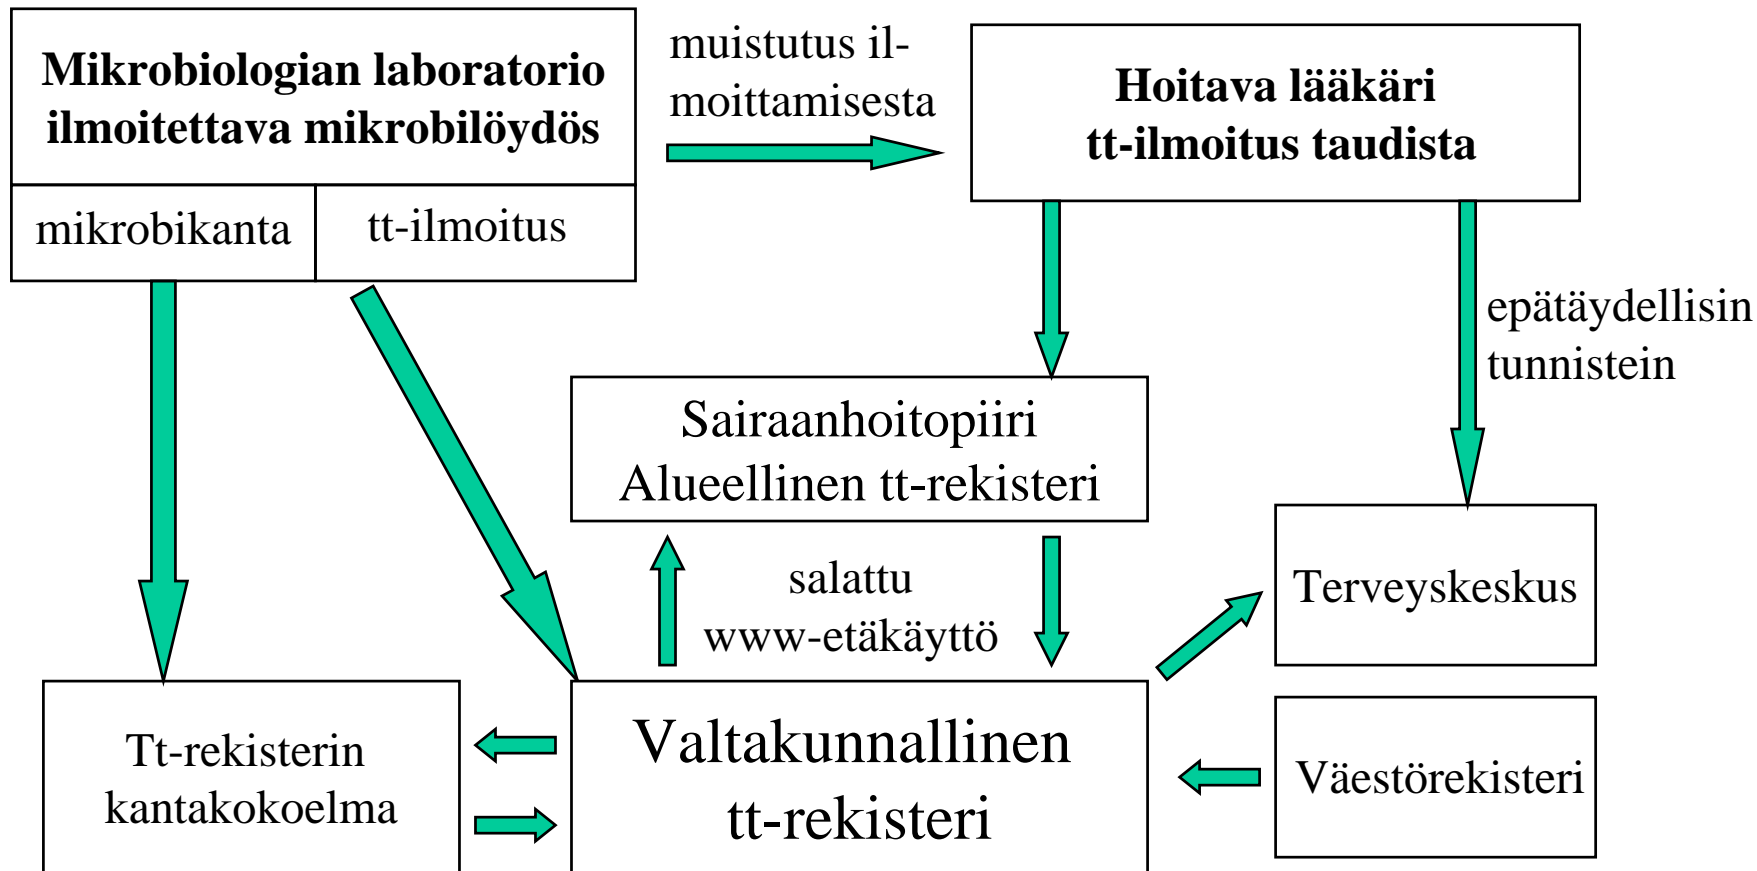 Mikrobiologian laboratorio
ilmoitettava mikrobilöydös
mikrobikanta
tt-ilmoitus
muistutus il-
moittamisesta
Hoitava lääkäri
tt-ilmoitus taudista
epätäydellisin
tunnistein
Sairaanhoitopiiri
Alueellinen tt-rekisteri
salattu
www-etäkäyttö
Terveyskeskus
Tt-rekisterin
kantakokoelma
Valtakunnallinen
tt-rekisteri
Väestörekisteri